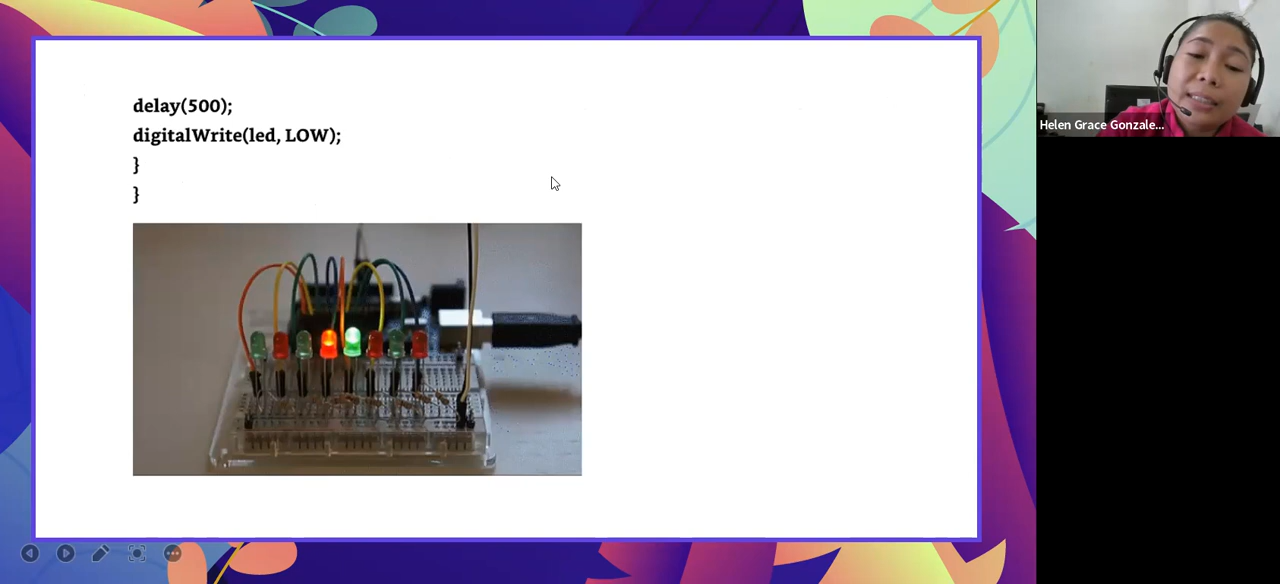 delay(500);
digitalWrite(led, LOW);
}
}
Helen Grace Gonzale...